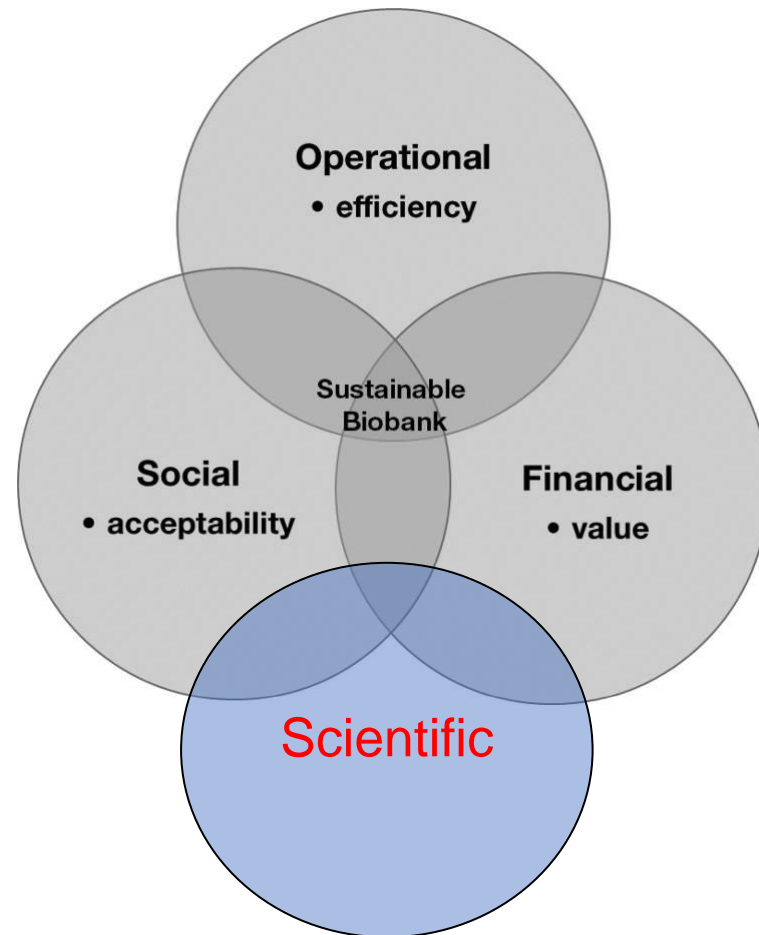 Operational
• efficiency
Sustainable
Biobank
Social
• acceptability
Financial
• value
Scientific